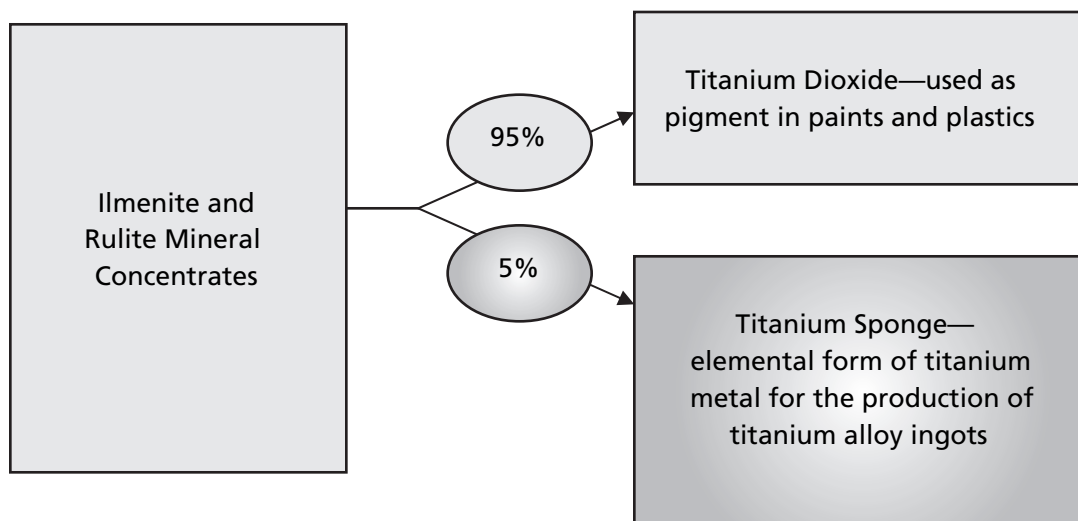 Ilmenite and
Rulite Mineral
Concentrates
95%
Titanium Dioxide—used as
pigment in paints and plastics
5%
Titanium Sponge—
elemental form of titanium
metal for the production of
titanium alloy ingots